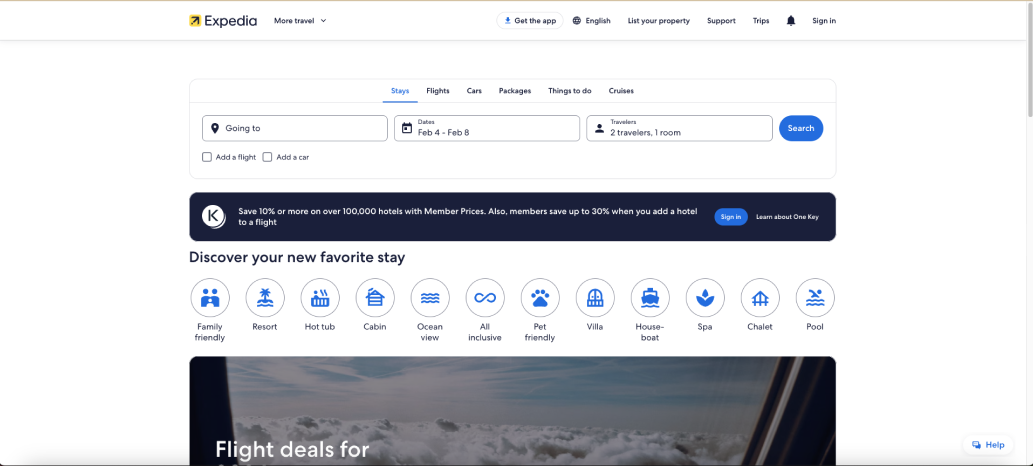 Expedia
More travel
Get the app
English
List your property
Support
Trips
Sign in
Stays
Flights
Cars
Packages
Things to do
Cruises
Going to
Dates
Feb 4 - Feb 8
Travelers
2 travelers, 1 room
Search
Add a flight
Add a car
K
Save 10% or more on over 100,000 hotels with Member Prices. Also, members save up to 30% when you add a hotel
to a flight
Sign in
Learn about One Key
Discover your new favorite stay
Family
friendly
Resort
Hot tub
Cabin
Ocean
view
All
inclusive
Pet
friendly
Villa
House-
boat
Spa
Chalet
Pool
Flight deals for
Help